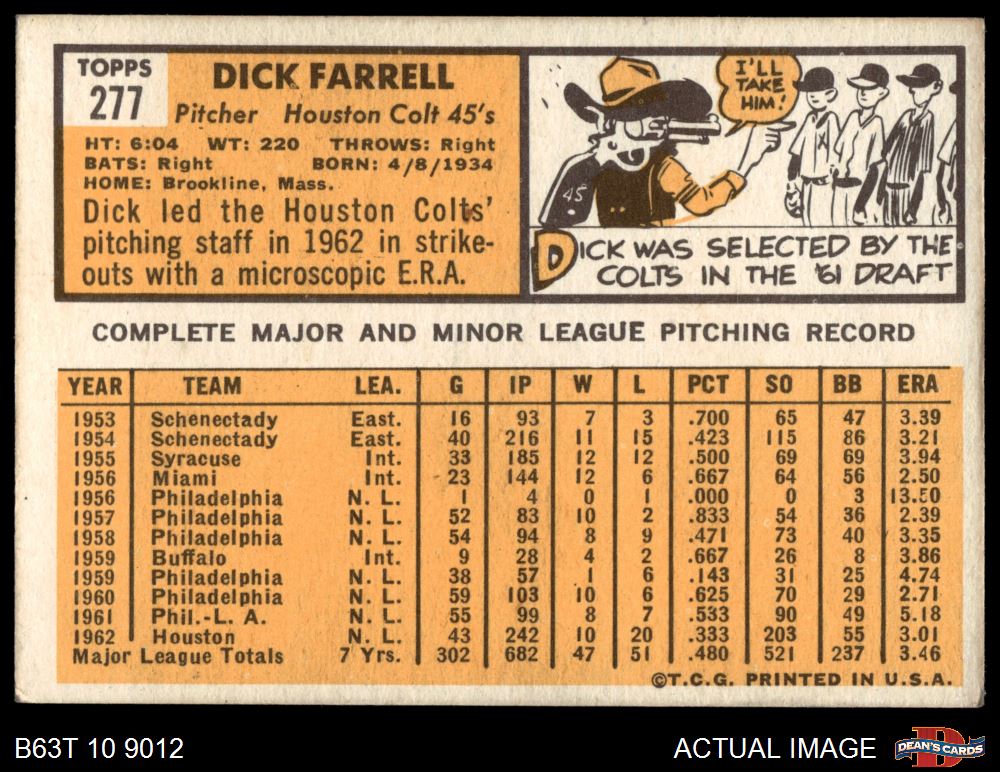 TOPPS
277
DICK FARRELL
Pitcher Houston Colt 45's
HT: 6:04 WT: 220 THROWS: Right
BATS: Right BORN: 4/8/1934
HOME: Brookline, Mass.
Dick led the Houston Colts'
pitching staff in 1962 in strike-
outs with a microscopic E.R.A.
I'LL
TAKE
HIM!
45
DICK WAS SELECTED BY THE
COLTS IN THE '61 DRAFT
COMPLETE MAJOR AND MINOR LEAGUE PITCHING RECORD
YEAR TEAM LEA. G IP W L PCT SO BB ERA
1953 Schenectady East. 16 93 7 3 .700 65 47 3.39
1954 Schenectady East. 40 216 11 15 .423 115 86 3.21
1955 Syracuse Int. 33 185 12 12 .500 69 69 3.94
1956 Miami Int. 23 144 12 6 .667 64 56 2.50
1956 Philadelphia N. L. 1 4 0 1 .000 0 3 13.50
1957 Philadelphia N. L. 52 83 10 2 .833 54 36 2.39
1958 Philadelphia N. L. 54 94 8 9 .471 73 40 3.35
1959 Buffalo Int. 9 28 4 2 .667 26 8 3.86
1959 Philadelphia N. L. 38 57 1 6 .143 31 25 4.74
1960 Philadelphia N. L. 59 103 10 6 .625 70 29 2.71
1961 Phil.-L. A. N. L. 55 99 8 7 .533 90 49 5.18
1962 Houston N. L. 43 242 10 20 .333 203 55 3.01
Major League Totals 7 Yrs. 302 682 47 51 .480 521 237 3.46
©T.C.G. PRINTED IN U.S.A.
B63T 10 9012
ACTUAL IMAGE
DEAN'S CARDS